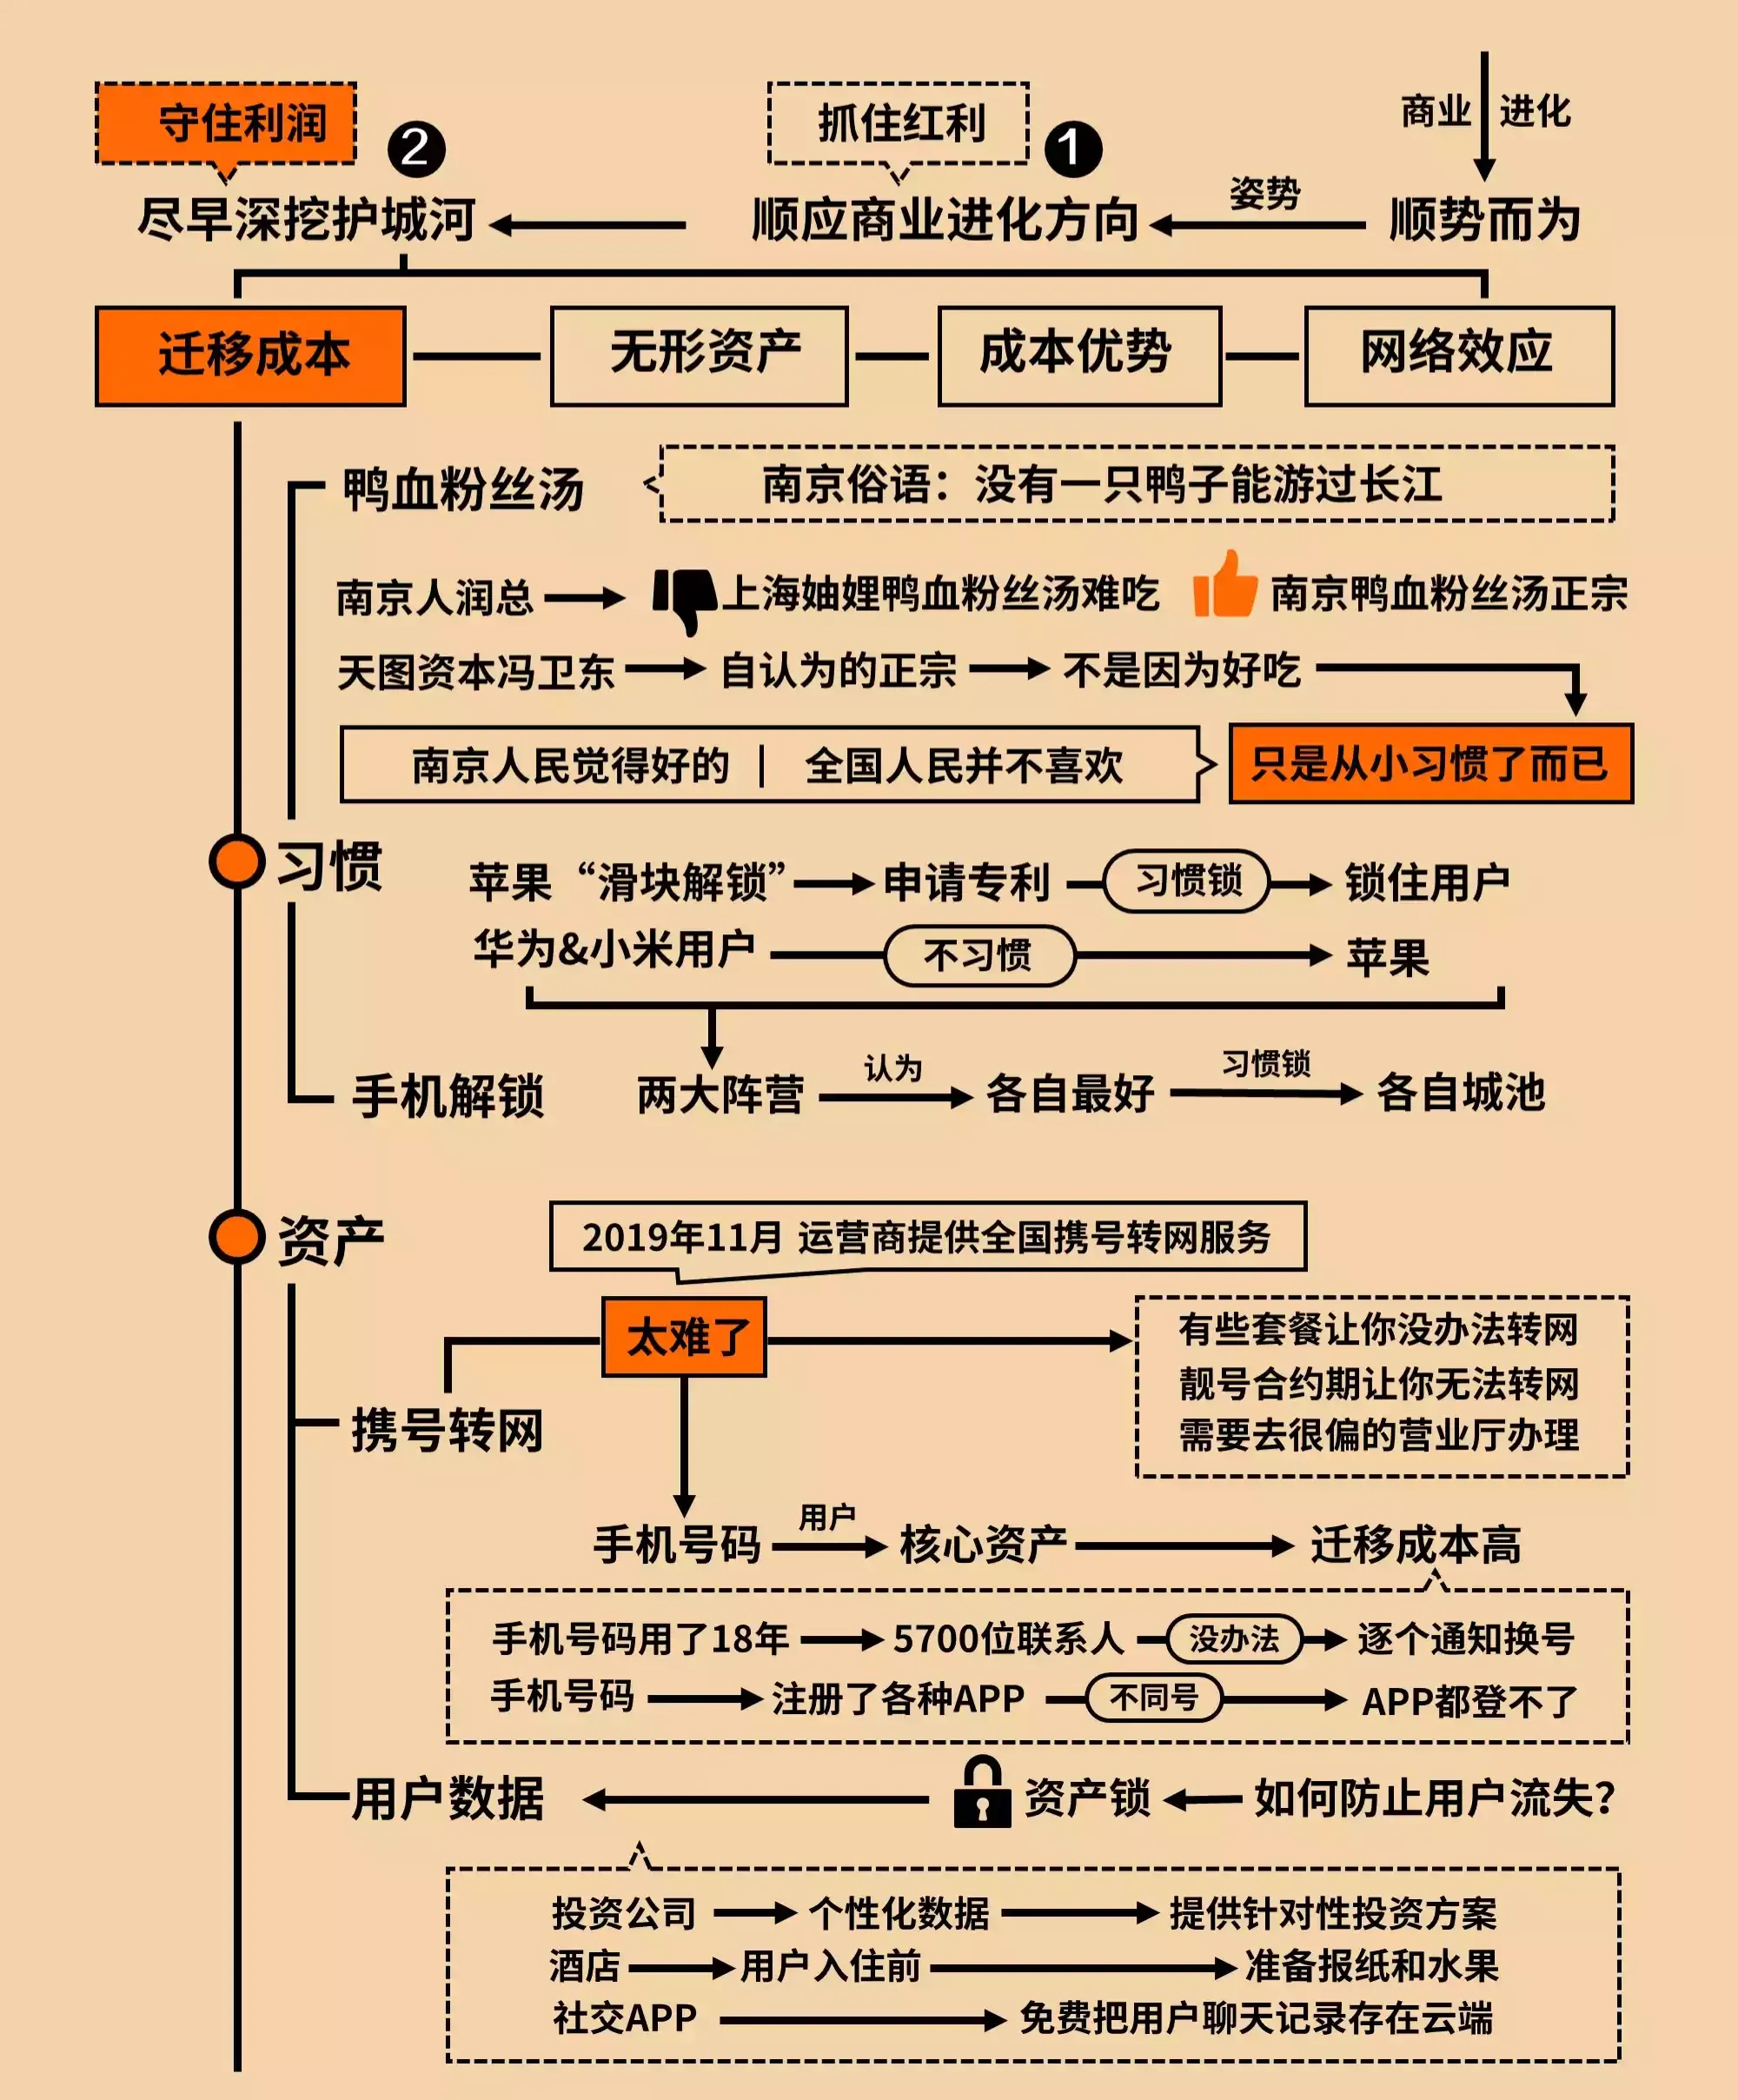 守住利润
2
抓住红利
1
商业 进化
尽早深挖护城河
顺应商业进化方向
姿势
顺势而为
迁移成本
无形资产
成本优势
网络效应
鸭血粉丝汤
南京俗语：没有一只鸭子能游过长江
南京人润总
上海妯娌鸭血粉丝汤难吃
南京鸭血粉丝汤正宗
天图资本冯卫东
自认为的正宗
不是因为好吃
南京人民觉得好的 | 全国人民并不喜欢
只是从小习惯了而已
习惯
苹果“滑块解锁”
申请专利
习惯锁
锁住用户
华为&小米用户
不习惯
苹果
手机解锁
两大阵营
认为
各自最好
习惯锁
各自城池
资产
2019年11月 运营商提供全国携号转网服务
太难了
有些套餐让你没办法转网
靓号合约期让你无法转网
需要去很偏的营业厅办理
携号转网
手机号码
用户
核心资产
迁移成本高
手机号码用了18年
5700位联系人
没办法
逐个通知换号
手机号码
注册了各种APP
不同号
APP都登不了
用户数据
资产锁
如何防止用户流失？
投资公司
个性化数据
提供针对性投资方案
酒店
用户入住前
准备报纸和水果
社交APP
免费把用户聊天记录存在云端